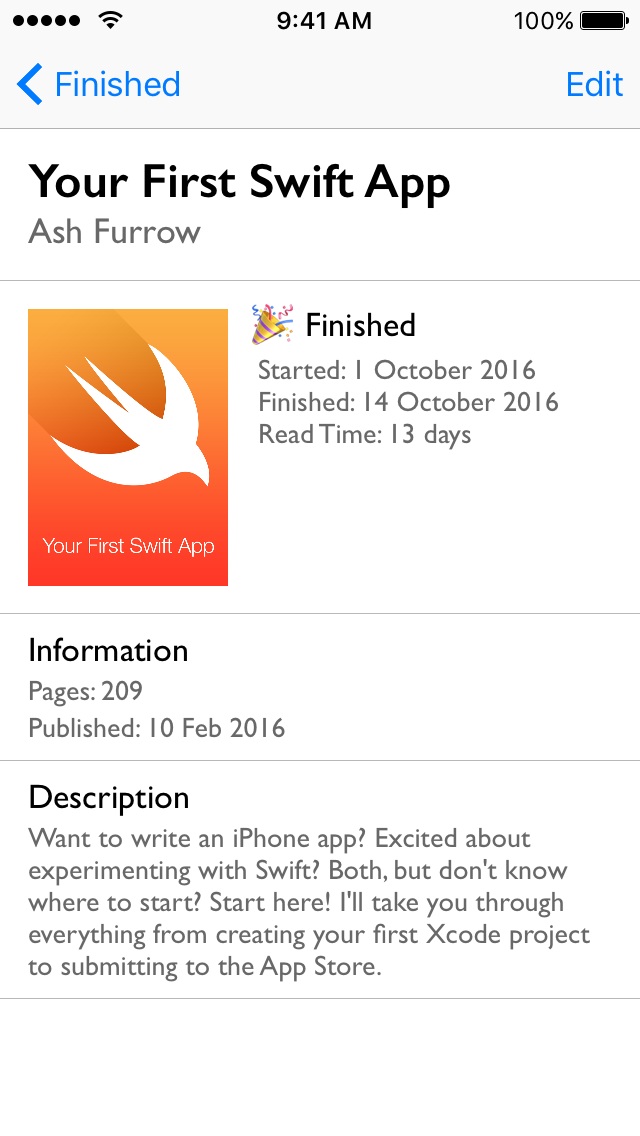 9:41 AM 100%
Finished Edit
Your First Swift App
Ash Furrow
Finished
Started: 1 October 2016
Finished: 14 October 2016
Read Time: 13 days
Your First Swift App
Information
Pages: 209
Published: 10 Feb 2016
Description
Want to write an iPhone app? Excited about
experimenting with Swift? Both, but don't know
where to start? Start here! I'll take you through
everything from creating your first Xcode project
to submitting to the App Store.